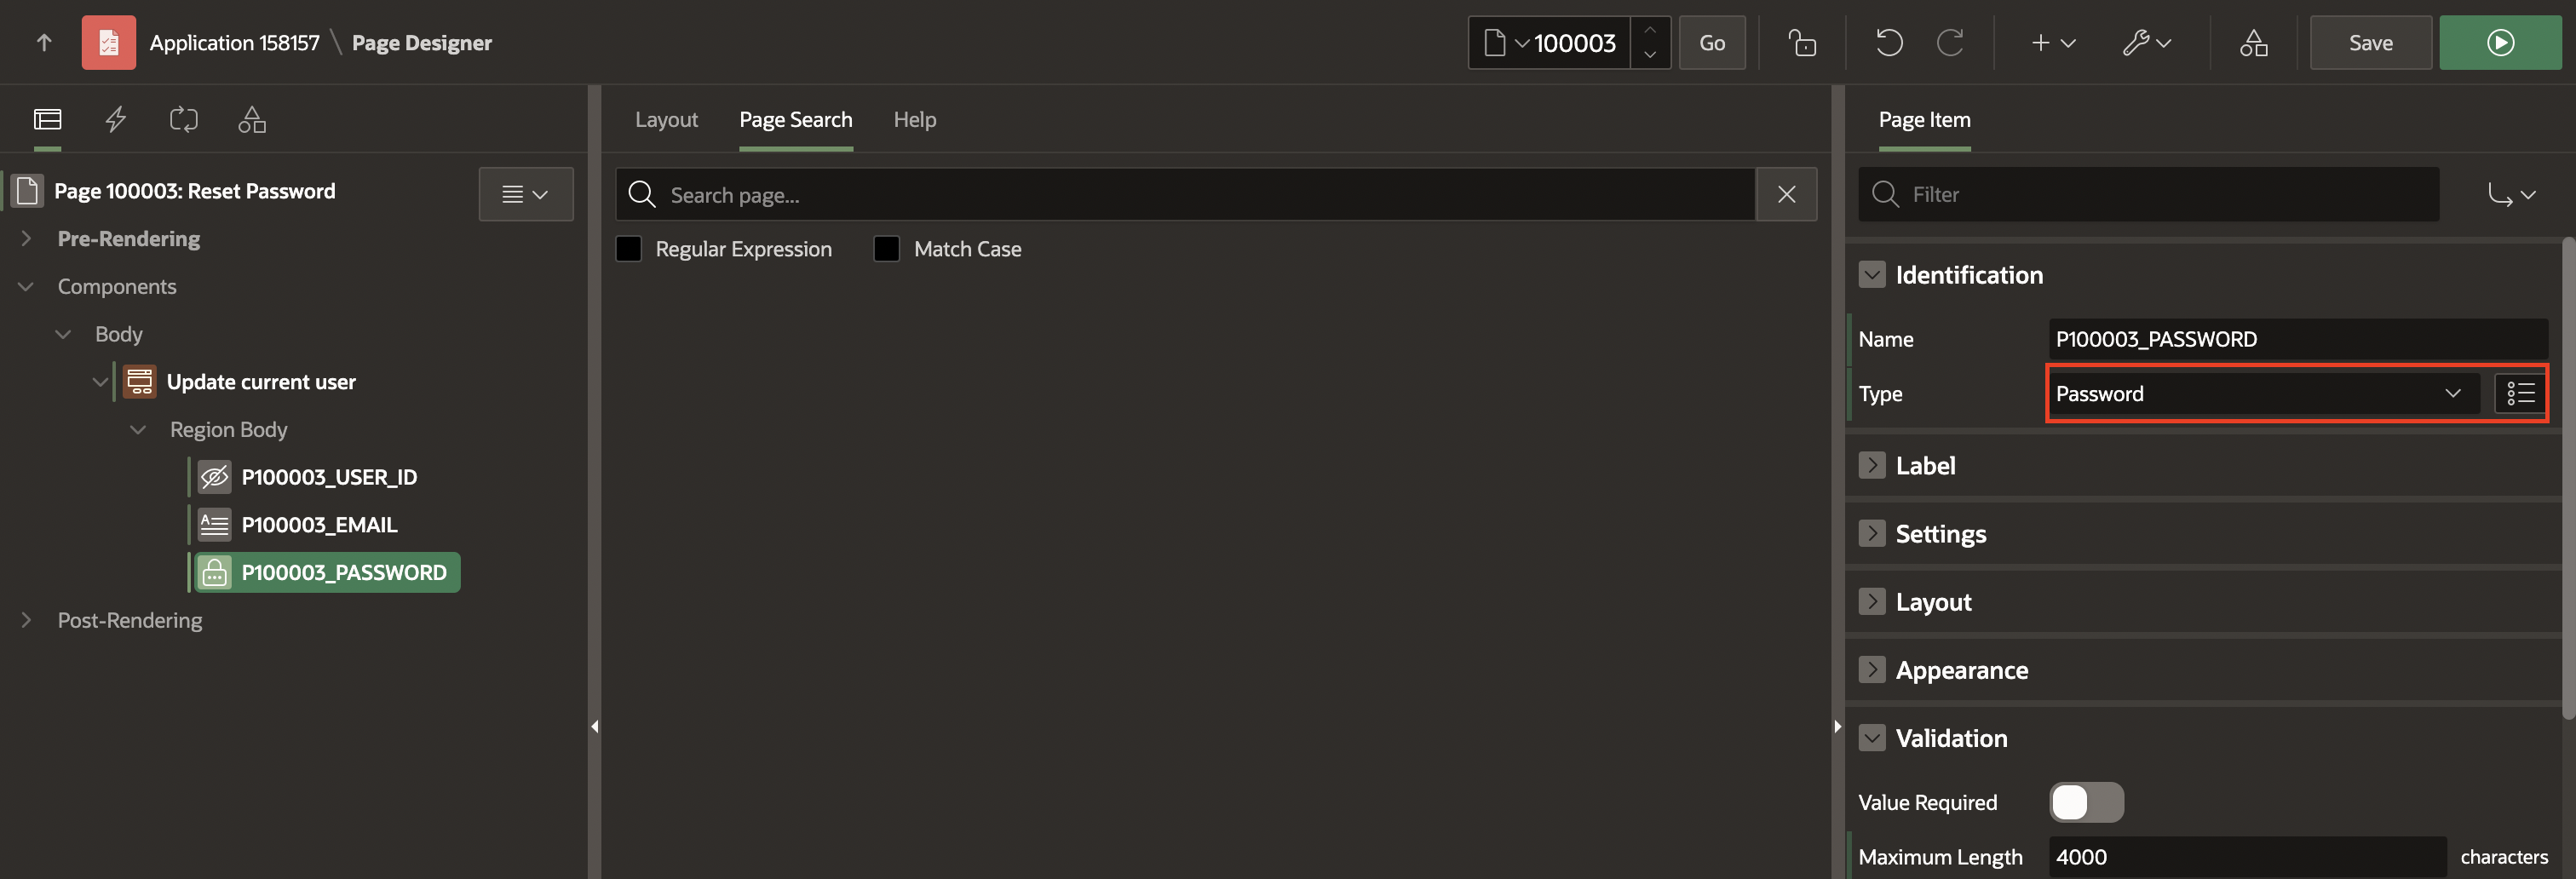 Application 158157 \ Page Designer
100003
Go
Save
Page 100003: Reset Password
Pre-Rendering
Components
Body
Update current user
Region Body
P100003_USER_ID
P100003_EMAIL
P100003_PASSWORD
Post-Rendering
Layout
Page Search
Help
Search page...
Regular Expression
Match Case
Page Item
Filter
Identification
Name
P100003_PASSWORD
Type
Password
Label
Settings
Layout
Appearance
Validation
Value Required
Maximum Length
4000
characters